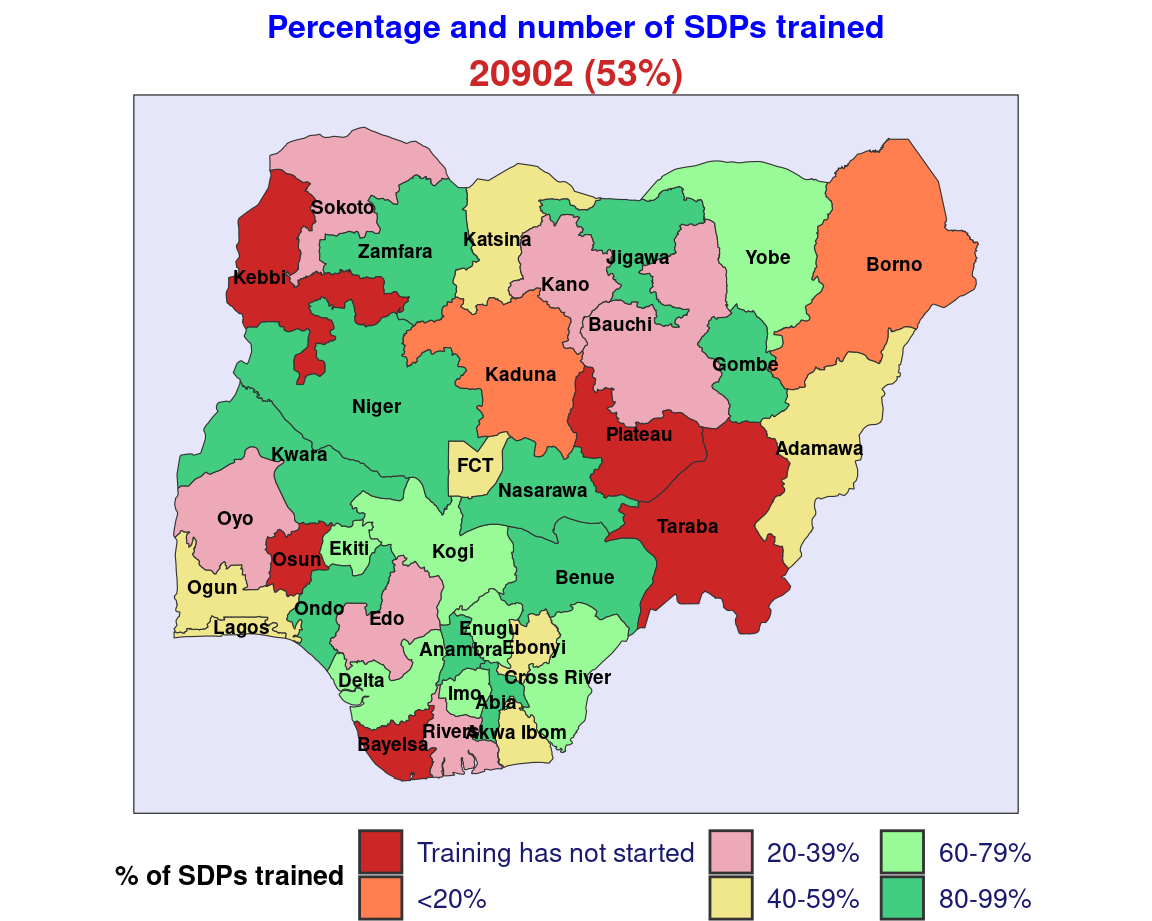 Percentage and number of SDPs trained
20902 (53%)
Sokoto
Katsina
Zamfara
Jigawa
Yobe
Borno
Kebbi
Kano
Bauchi
Gombe
Kaduna
Niger
Plateau
Adamawa
Kwara
FCT
Nasarawa
Oyo
Taraba
Ekiti
Kogi
Osun
Benue
Ogun
Ondo
Edo
Lagos
Enugu
Anambra
Ebonyi
Cross River
Delta
Imo
Abia
Rivers
Akwa Ibom
Bayelsa
% of SDPs trained
Training has not started
<20%
20-39%
40-59%
60-79%
80-99%